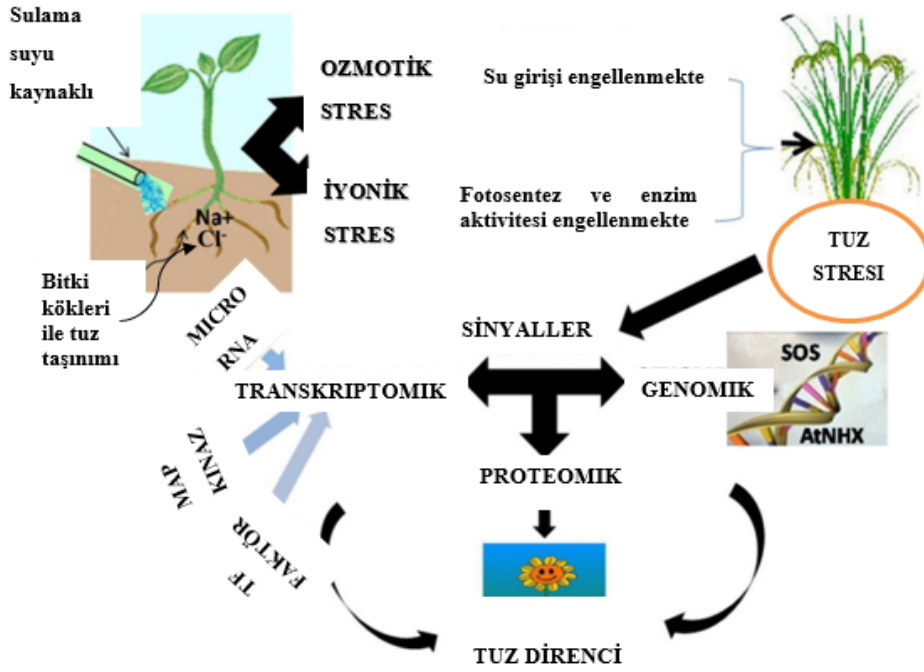 Sulama
suyu
kaynaklı
OZMOTİK
STRES
İYONİK
STRES
Na+
Cl-
Bitki
kökleri
ile tuz
taşınımı
Su girişi engellenmekte
Fotosentez ve enzim
aktivitesi engellenmekte
TUZ
STRESI
SİNYALLER
MICRO
RNA
TRANSKRIPTOMIK
GENOMIK
SOS
AtNHX
MAP
KINAZ
PROTEOMIK
TF
FAKTÖR
TUZ DİRENCİ